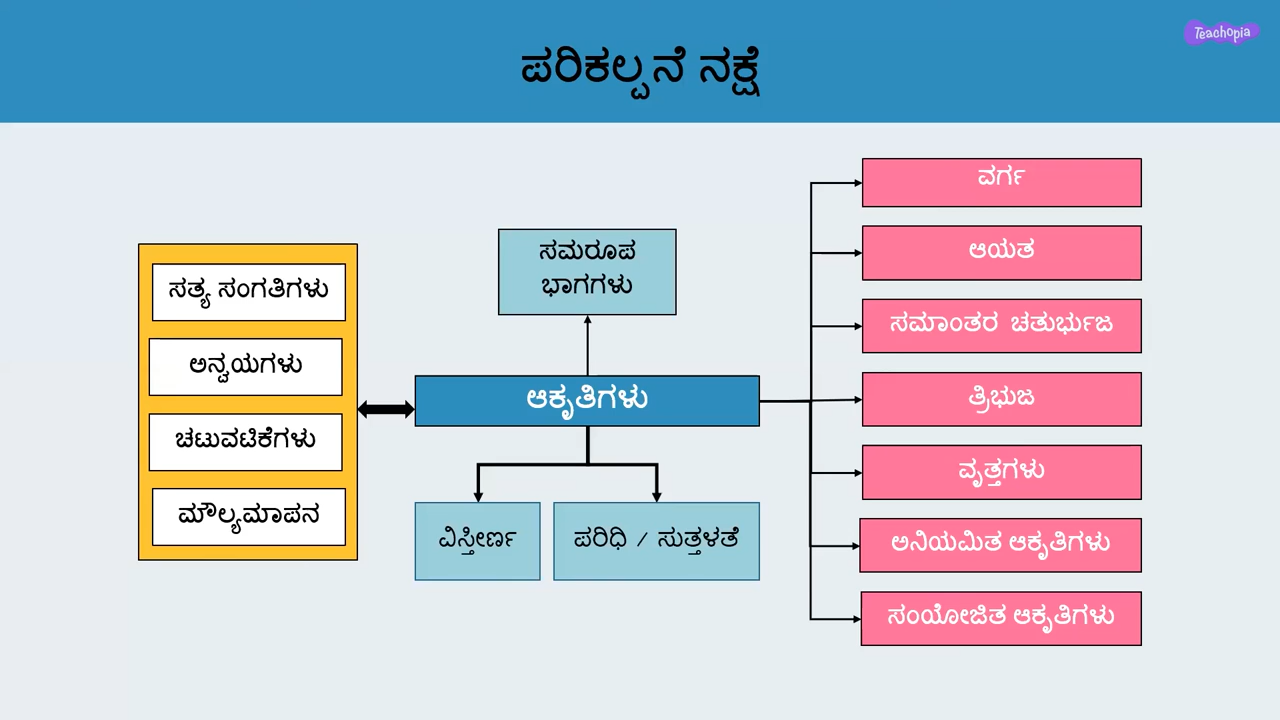 Teachopia
ಪರಿಕಲ್ಪನೆ ನಕ್ಷೆ
ಸತ್ಯ ಸಂಗತಿಗಳು
ಅನ್ವಯಗಳು
ಚಟುವಟಿಕೆಗಳು
ಮೌಲ್ಯಮಾಪನ
ಸಮರೂಪ
ಭಾಗಗಳು
ಆಕೃತಿಗಳು
ವಿಸ್ತೀರ್ಣ
ಪರಿಧಿ / ಸುತ್ತಳತೆ
ವರ್ಗ
ಆಯತ
ಸಮಾಂತರ ಚತುರ್ಭುಜ
ತ್ರಿಭುಜ
ವೃತ್ತಗಳು
ಅನಿಯಮಿತ ಆಕೃತಿಗಳು
ಸಂಯೋಜಿತ ಆಕೃತಿಗಳು